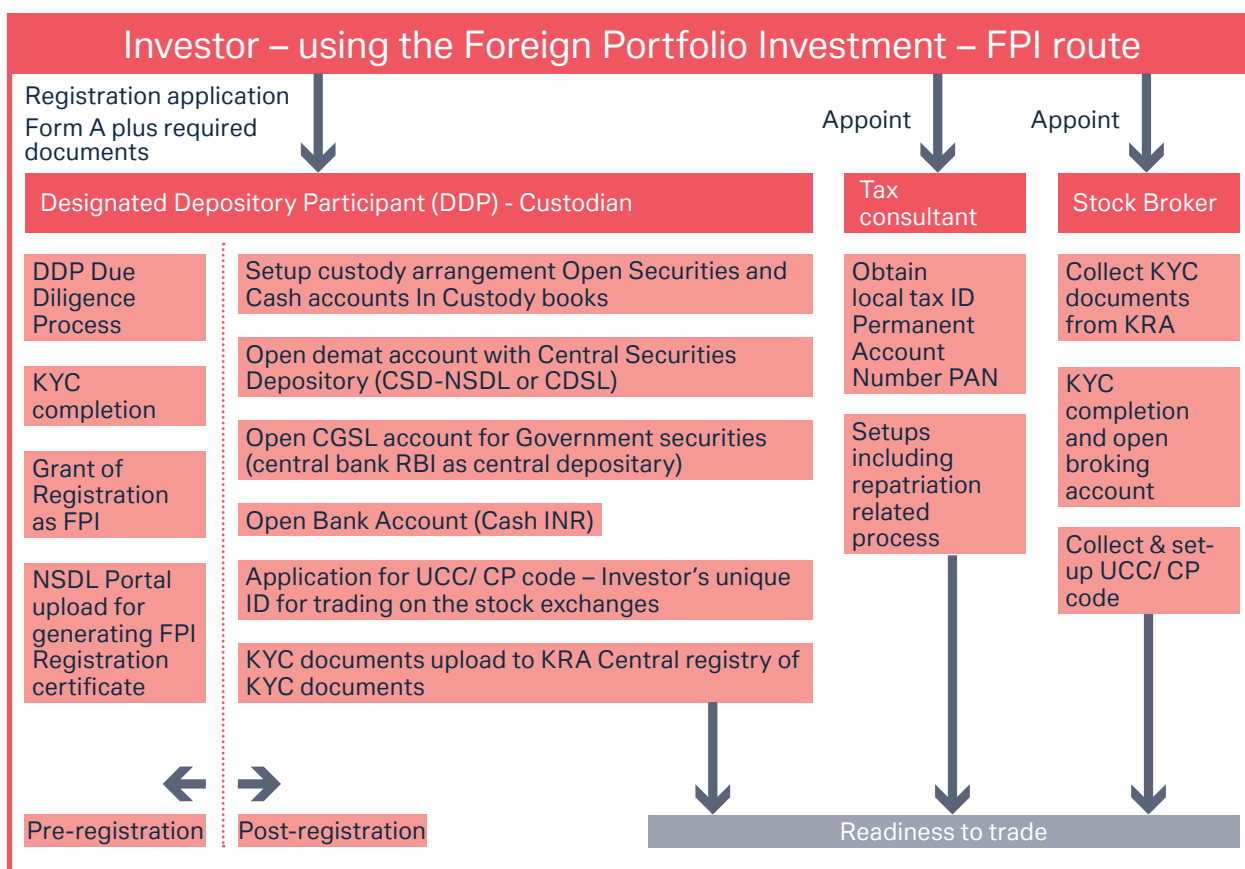 Investor – using the Foreign Portfolio Investment – FPI route
Registration application
Form A plus required
documents
Appoint
Appoint
Designated Depository Participant (DDP) - Custodian
Tax
consultant
Stock Broker
DDP Due
Diligence
Process
KYC
completion
Grant of
Registration
as FPI
NSDL Portal
upload for
generating FPI
Registration
certificate
Setup custody arrangement Open Securities and
Cash accounts In Custody books
Open demat account with Central Securities
Depository (CSD-NSDL or CDSL)
Open CGSL account for Government securities
(central bank RBI as central depositary)
Open Bank Account (Cash INR)
Application for UCC/ CP code – Investor’s unique
ID for trading on the stock exchanges
KYC documents upload to KRA Central registry of
KYC documents
Obtain
local tax ID
Permanent
Account
Number PAN
Setups
including
repatriation
related
process
Collect KYC
documents
from KRA
KYC
completion
and open
broking
account
Collect & set-
up UCC/ CP
code
Pre-registration
Post-registration
Readiness to trade